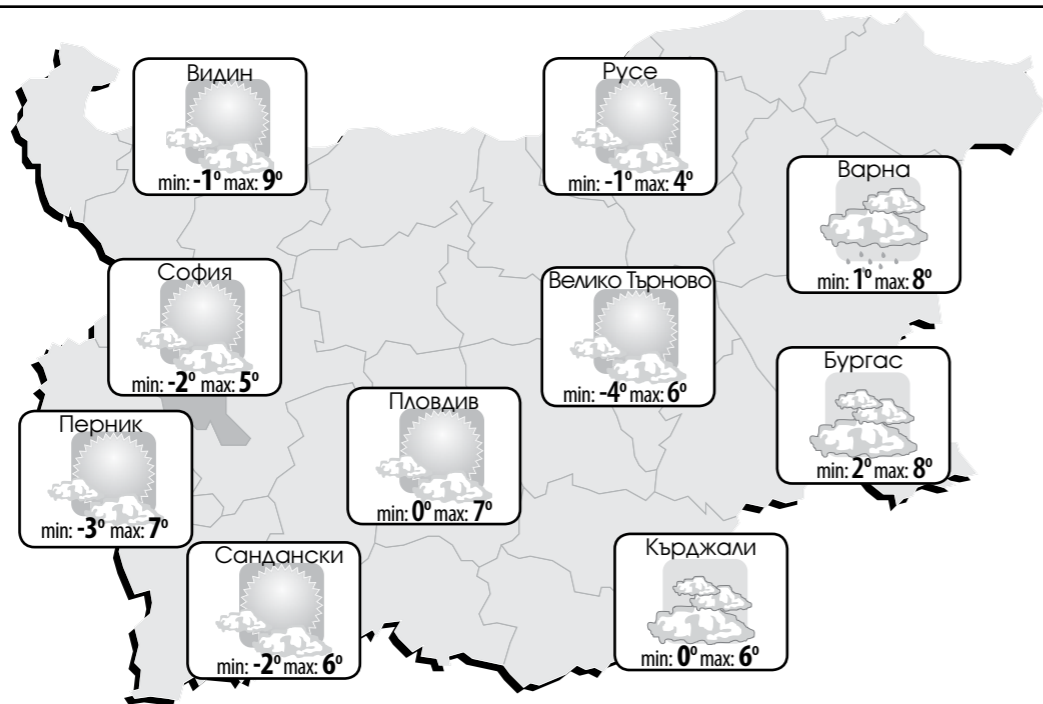 Видин
min: -1° max: 9°
Русе
min: -1° max: 4°
Варна
min: 1° max: 8°
София
min: -2° max: 5°
Велико Търново
min: -4° max: 6°
Бургас
min: 2° max: 8°
Пловдив
min: 0° max: 7°
Перник
min: -3° max: 7°
Сандански
min: -2° max: 6°
Кърджали
min: 0° max: 6°